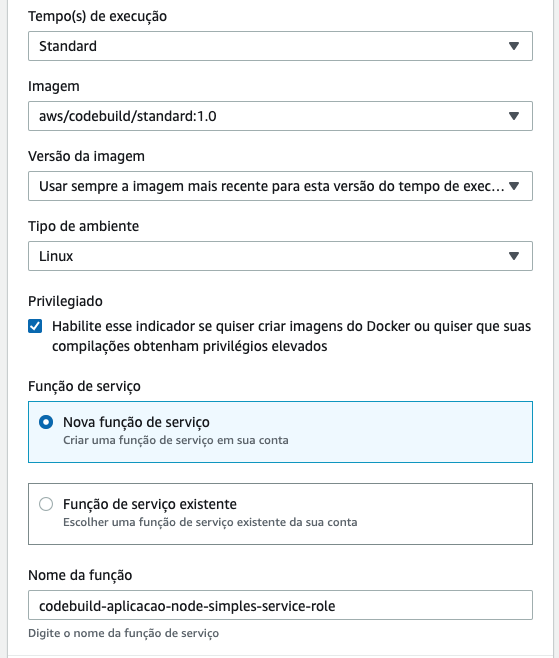 Tempo(s) de execução
Standard
Imagem
aws/codebuild/standard:1.0
Versão da imagem
Usar sempre a imagem mais recente para esta versão do tempo de exec...
Tipo de ambiente
Linux
Privilegiado
Habilite esse indicador se quiser criar imagens do Docker ou quiser que suas
compilações obtenham privilégios elevados
Função de serviço
Nova função de serviço
Criar uma função de serviço em sua conta
Função de serviço existente
Escolher uma função de serviço existente da sua conta
Nome da função
codebuild-aplicacao-node-simples-service-role
Digite o nome da função de serviço